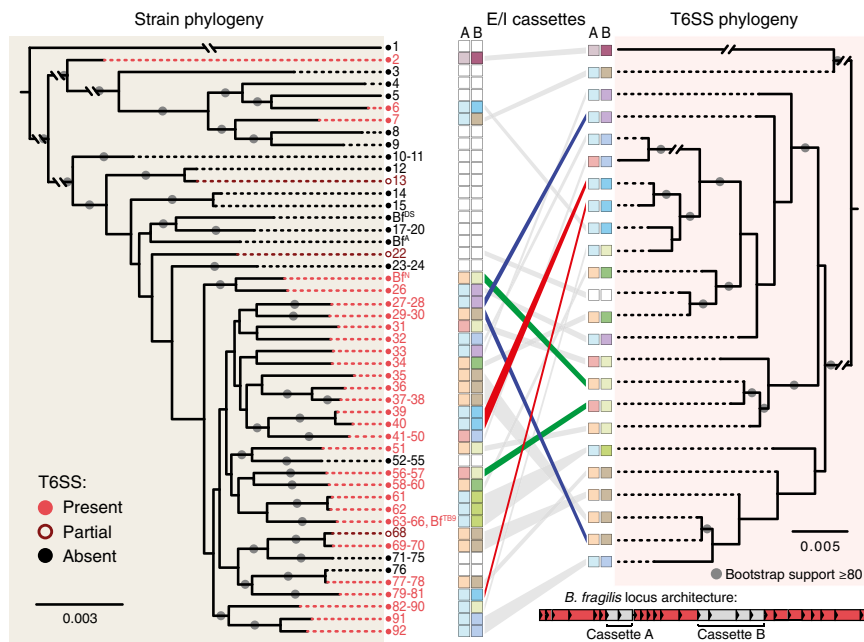 Strain phylogeny
E/I cassettes
T6SS phylogeny
A B
A B
1
2
3
4
5
6
7
8
9
10-11
12
13
14
15
Bf^DS
17-20
Bf^A
22
23-24
Bf^N
26
27-28
29-30
31
32
33
34
35
36
37-38
39
40
41-50
51
52-55
56-57
58-60
61
62
63-66, Bf^TB9
68
69-70
71-75
76
77-78
79-81
82-90
91
92
T6SS:
Present
Partial
Absent
0.003
0.005
Bootstrap support ≥80
B. fragilis locus architecture:
Cassette A
Cassette B